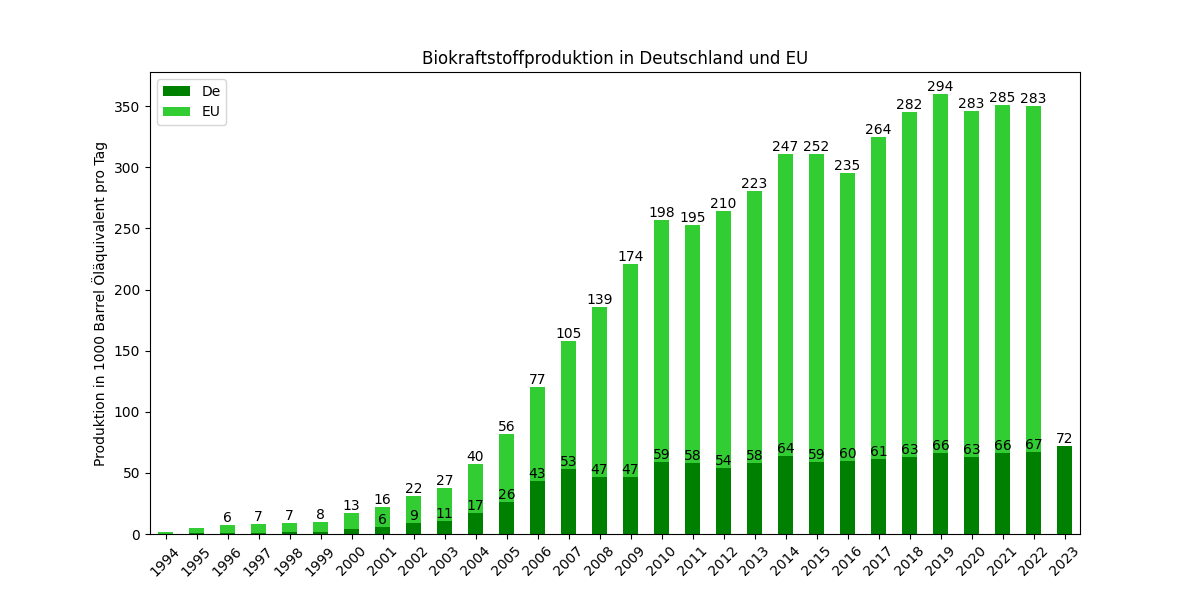 Biokraftstoffproduktion in Deutschland und EU
De
EU
Produktion in 1000 Barrel Öläquivalent pro Tag
350
300
250
200
150
100
50
0
6 7 7 8 13 16 22 27 40 56 77 105 139 174 198 195 210 223 247 252 235 264 282 294 283 285 283
6 9 11 17 26 43 53 47 47 59 58 54 58 64 59 60 61 63 66 63 66 67 72
1994 1995 1996 1997 1998 1999 2000 2001 2002 2003 2004 2005 2006 2007 2008 2009 2010 2011 2012 2013 2014 2015 2016 2017 2018 2019 2020 2021 2022 2023